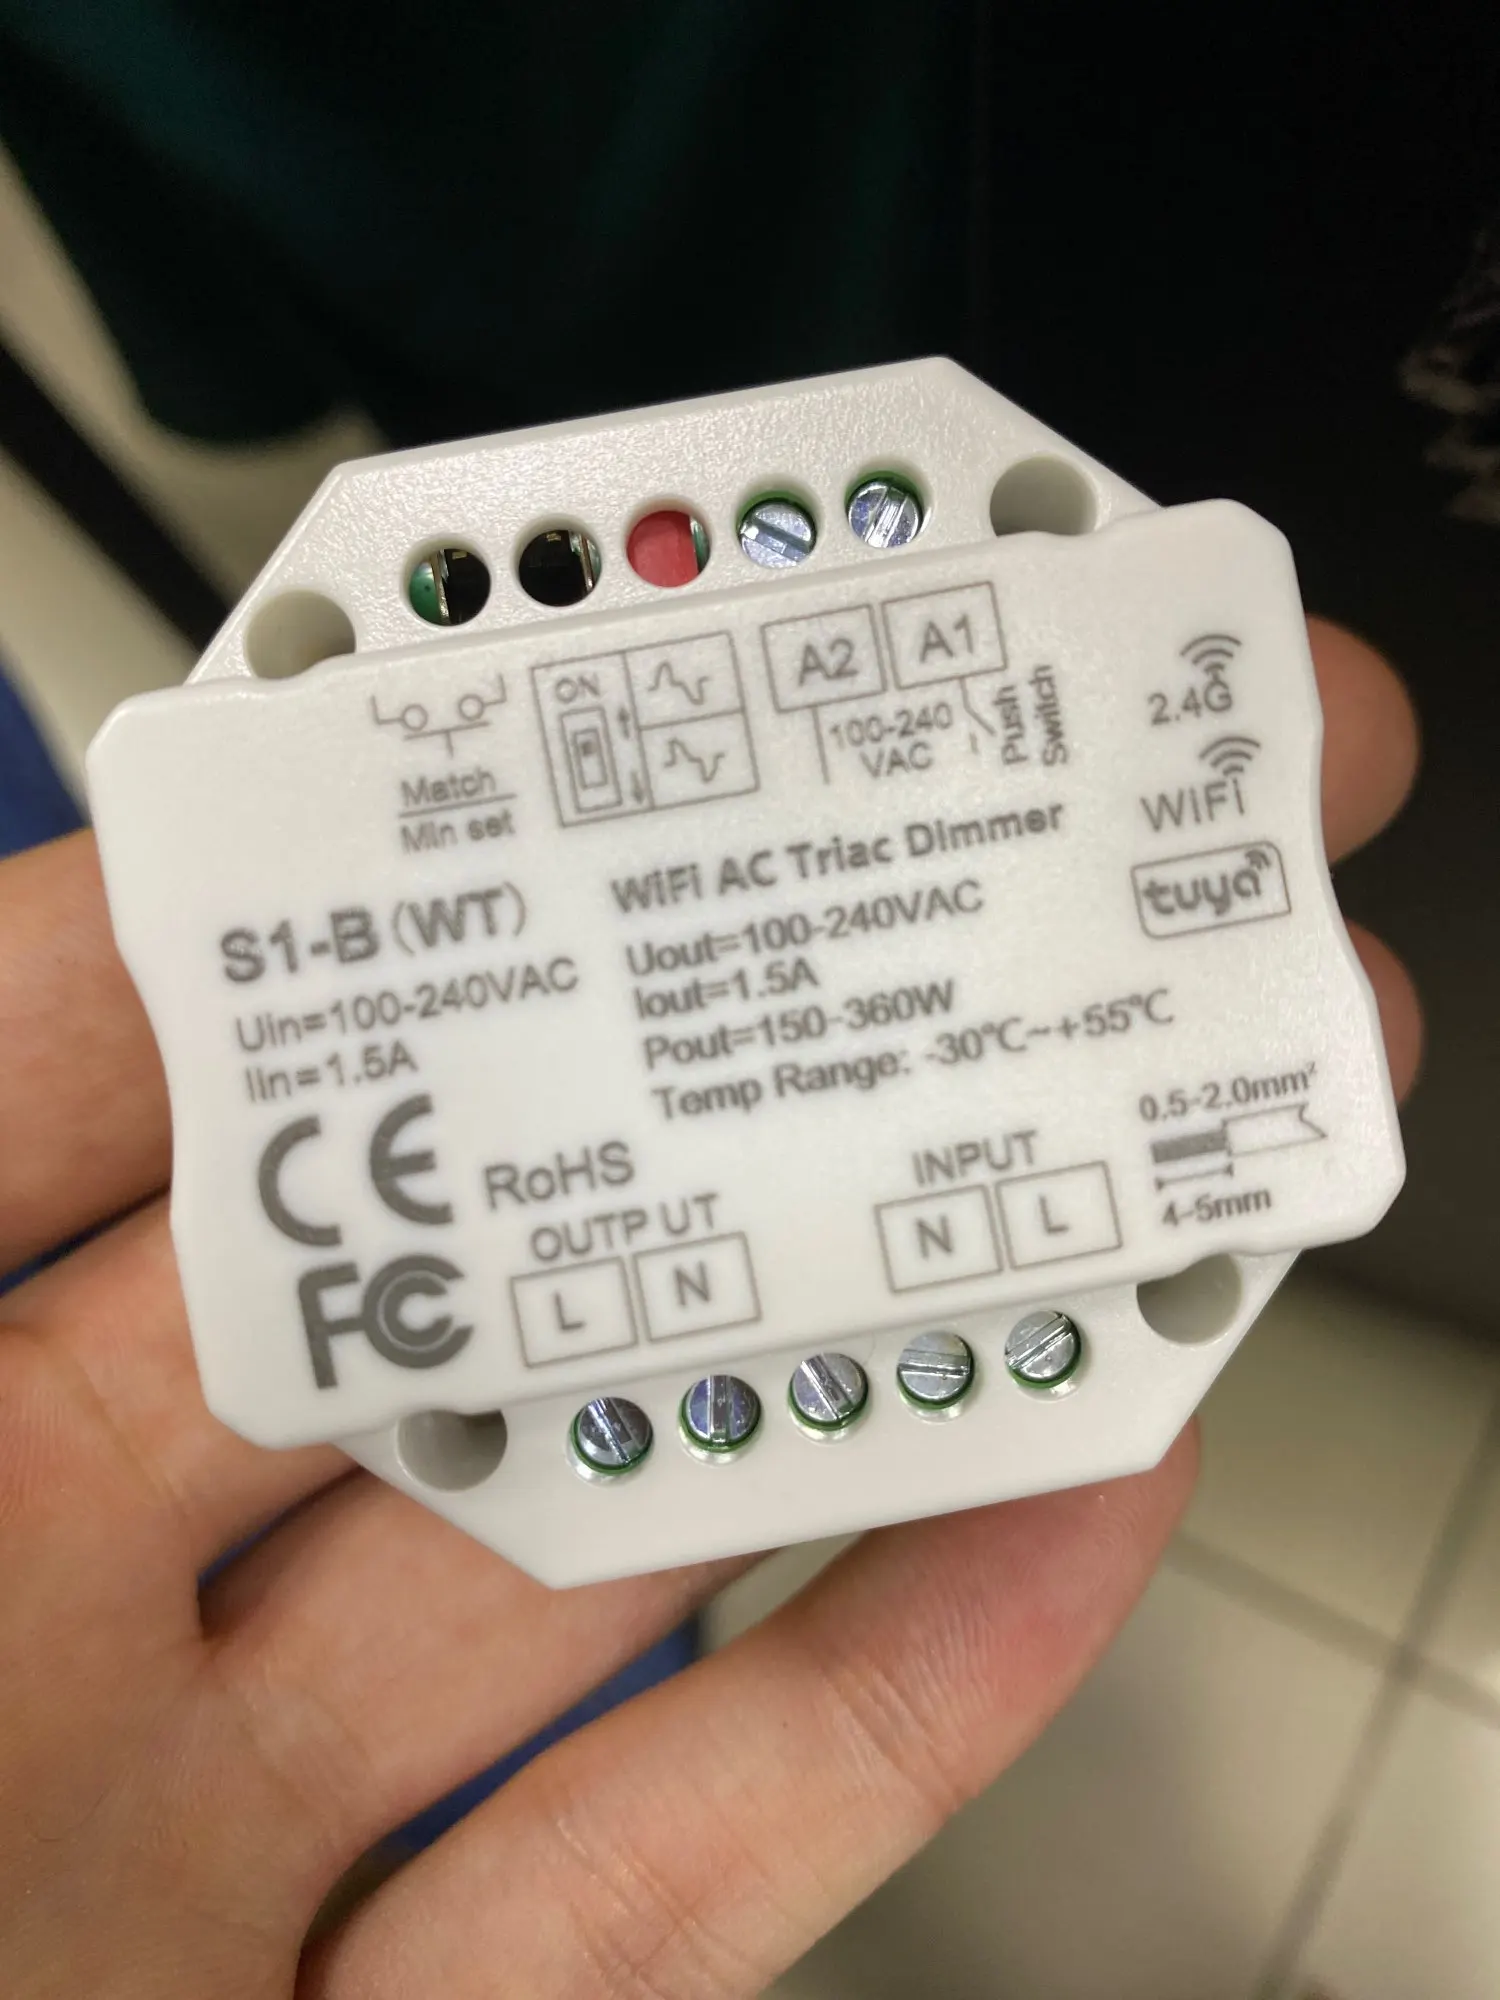 ON
A2 A1
100-240
VAC
Push
Switch
2.4G
WiFi
tuya
Match
Min set
S1-B(WT)
Uin=100-240VAC
Iin=1.5A
WiFi AC Triac Dimmer
Uout=100-240VAC
Iout=1.5A
Pout=150-360W
Temp Range: -30℃~+55℃
CE
RoHS
FC
OUTPUT
L N
INPUT
N L
0.5-2.0mm²
4-5mm